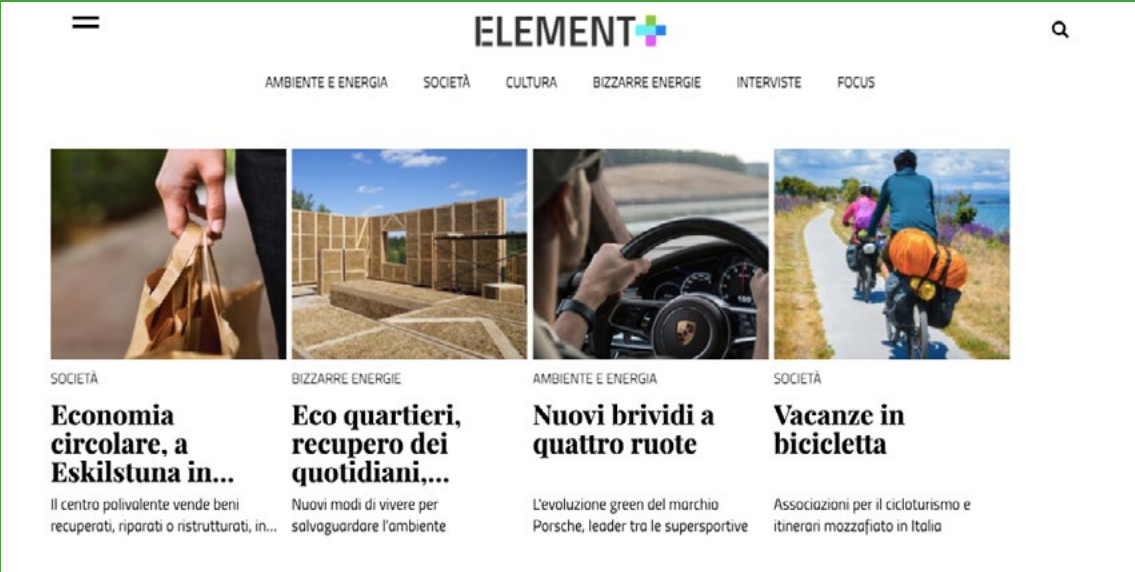 ELEMENT+
AMBIENTE E ENERGIA SOCIETÀ CULTURA BIZZARRE ENERGIE INTERVISTE FOCUS
SOCIETÀ
Economia
circolare, a
Eskilstuna in...
Il centro polivalente vende beni
recuperati, riparati o ristrutturati, in...
BIZZARRE ENERGIE
Eco quartieri,
recupero dei
quotidiani,...
Nuovi modi di vivere per
salvaguardare l'ambiente
AMBIENTE E ENERGIA
Nuovi brividi a
quattro ruote
L'evoluzione green del marchio
Porsche, leader tra le supersportive
SOCIETÀ
Vacanze in
bicicletta
Associazioni per il cicloturismo e
itinerari mozzafiato in Italia